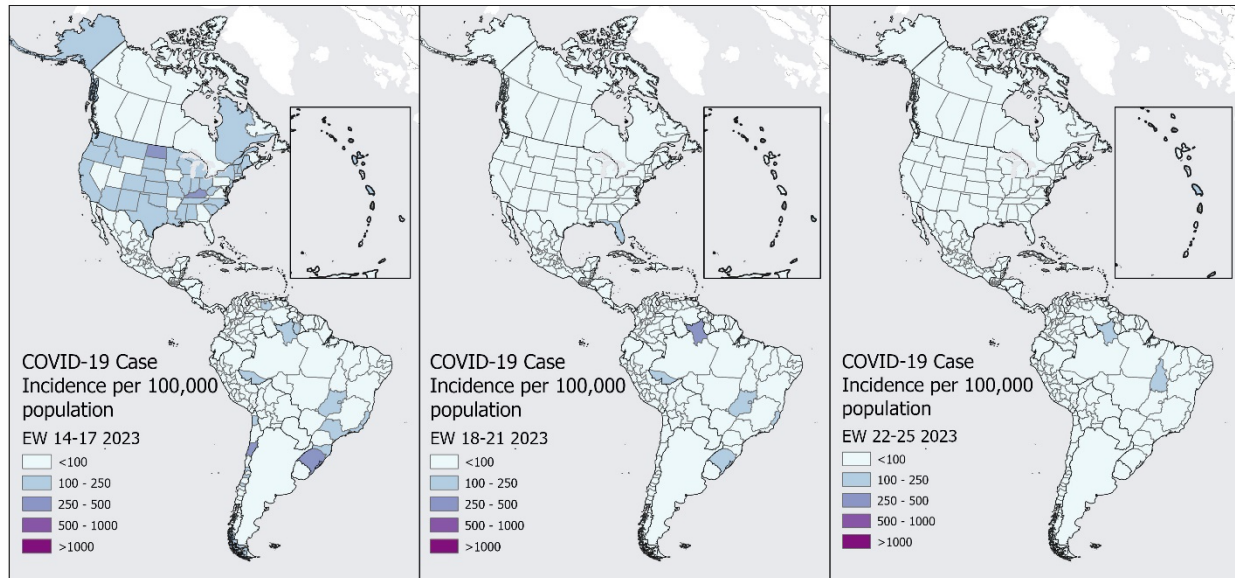 COVID-19 Case
Incidence per 100,000
population
EW 14-17 2023
<100
100 - 250
250 - 500
500 - 1000
>1000
COVID-19 Case
Incidence per 100,000
population
EW 18-21 2023
<100
100 - 250
250 - 500
500 - 1000
>1000
COVID-19 Case
Incidence per 100,000
population
EW 22-25 2023
<100
100 - 250
250 - 500
500 - 1000
>1000